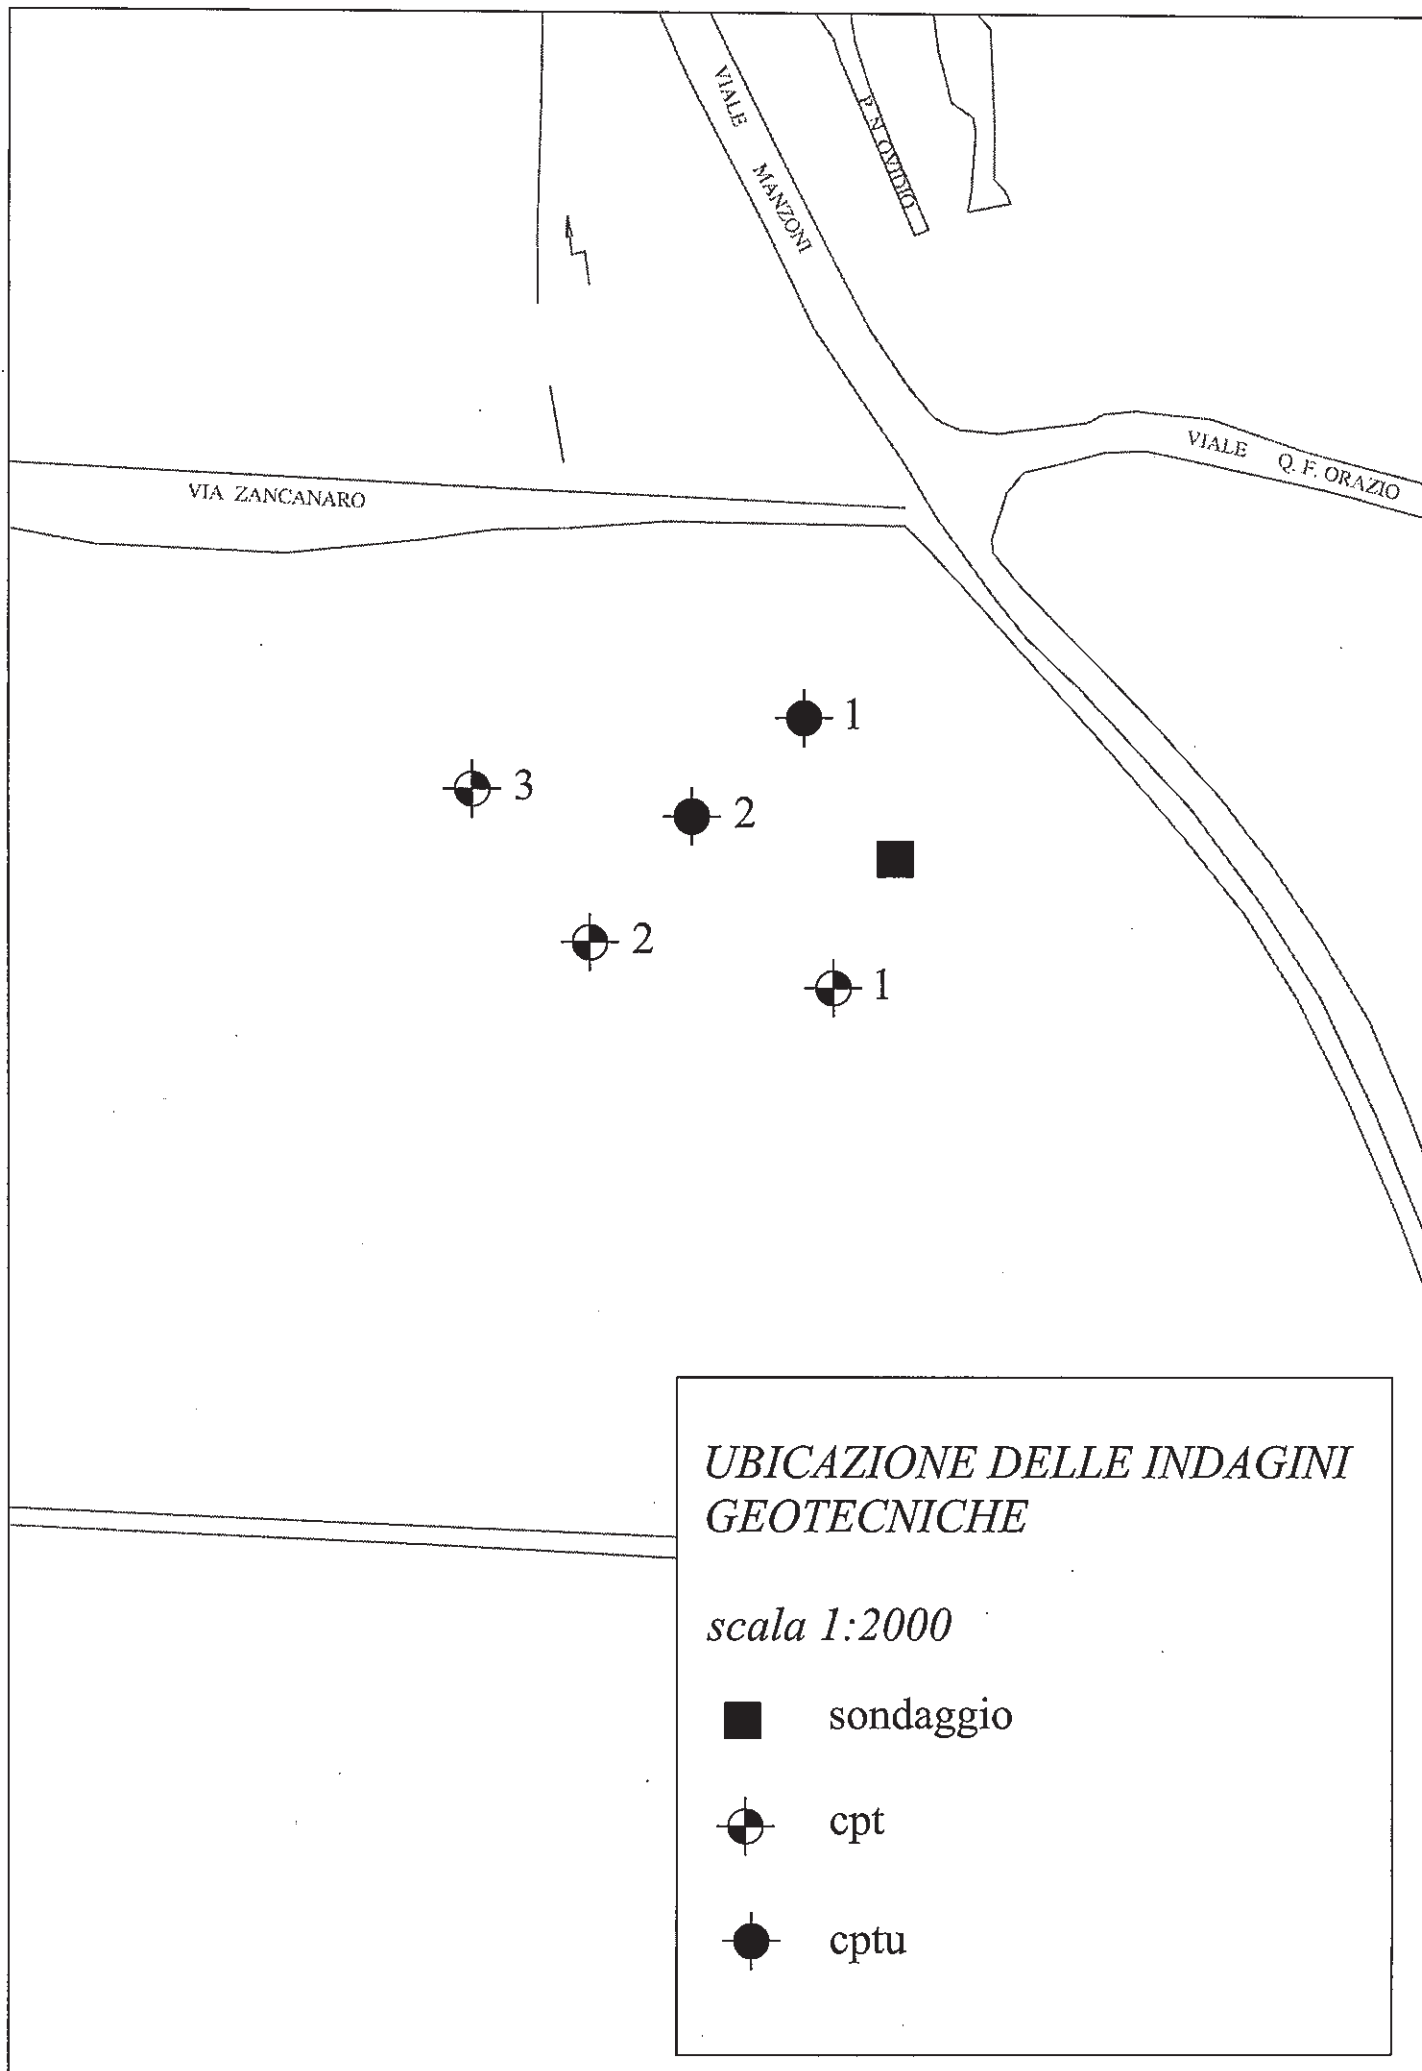 VIALE MANZONI
P. N. OVIDIO
VIALE Q. F. ORAZIO
VIA ZANCANARO
1
3
2
2
1
UBICAZIONE DELLE INDAGINI
GEOTECNICHE
scala 1:2000
sondaggio
cpt
cptu